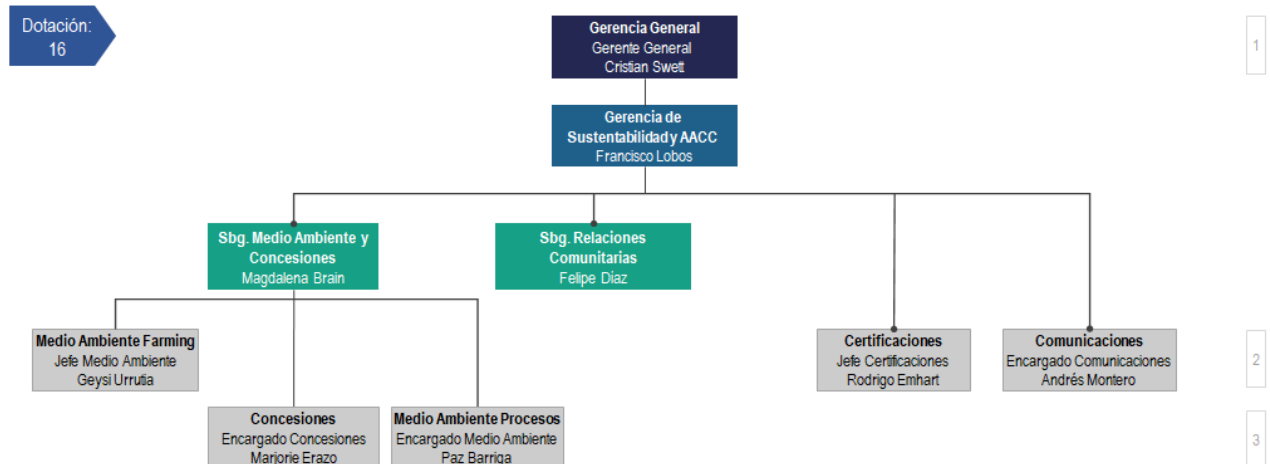 Dotación:
16
Gerencia General
Gerente General
Cristian Swett
1
Gerencia de
Sustentabilidad y AACC
Francisco Lobos
Sbg. Medio Ambiente y
Concesiones
Magdalena Brain
Sbg. Relaciones
Comunitarias
Felipe Díaz
Medio Ambiente Farming
Jefe Medio Ambiente
Geysi Urrutia
Certificaciones
Jefe Certificaciones
Rodrigo Emhart
Comunicaciones
Encargado Comunicaciones
Andrés Montero
2
Concesiones
Encargado Concesiones
Marjorie Erazo
Medio Ambiente Procesos
Encargado Medio Ambiente
Paz Barriga
3